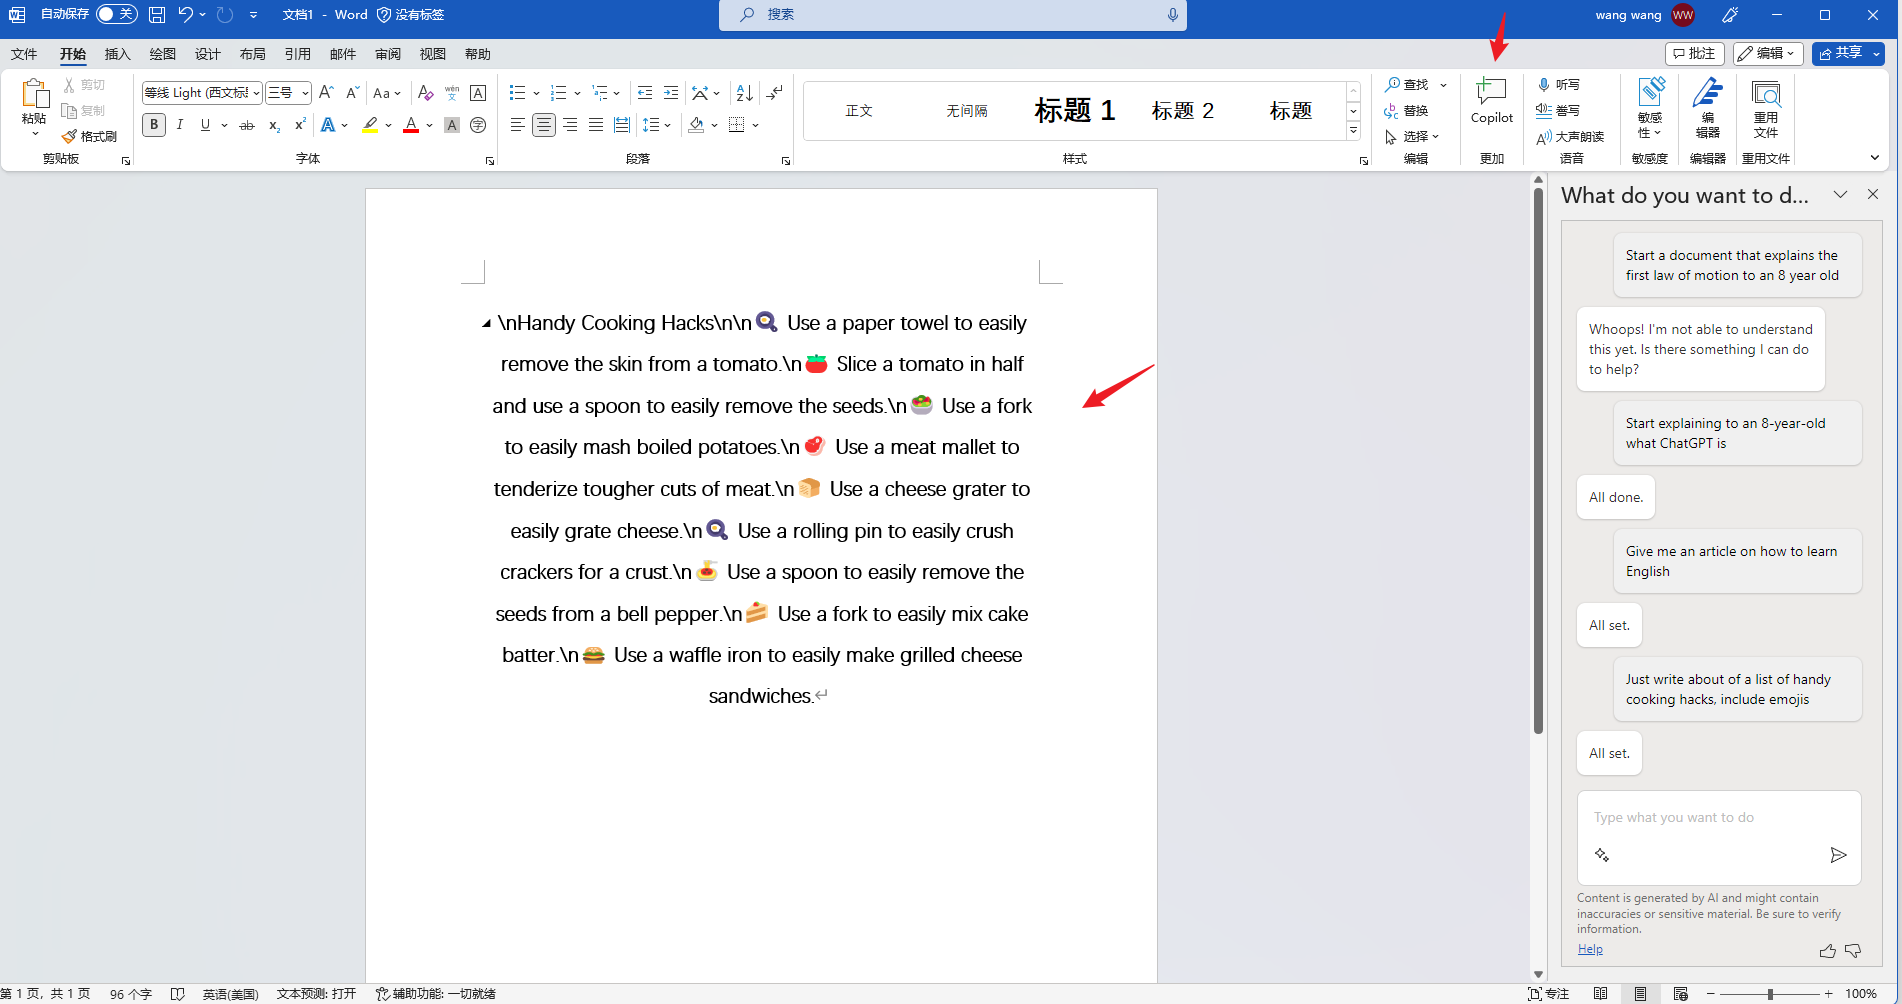 自动保存 关 文档1 - Word 没有标签 搜索 wang wang WW
文件 开始 插入 绘图 设计 布局 引用 邮件 审阅 视图 帮助 批注 编辑 共享
粘贴 剪切 复制 格式刷 剪贴板
等线 Light (西文标题 三号 Aa wén 文 A
B I U ab x₂ x² A A A 字 字体
段落
正文 无间隔 标题 1 标题 2 标题 样式
查找 替换 选择 编辑
Copilot 更加
听写 誊写 大声朗读 语音
敏感性 敏感度
编辑器 编辑器
重用文件 重用文件
\nHandy Cooking Hacks\n\n🍳 Use a paper towel to easily
remove the skin from a tomato.\n🍅 Slice a tomato in half
and use a spoon to easily remove the seeds.\n🥗 Use a fork
to easily mash boiled potatoes.\n🥩 Use a meat mallet to
tenderize tougher cuts of meat.\n🍞 Use a cheese grater to
easily grate cheese.\n🍳 Use a rolling pin to easily crush
crackers for a crust.\n🍝 Use a spoon to easily remove the
seeds from a bell pepper.\n🍰 Use a fork to easily mix cake
batter.\n🍔 Use a waffle iron to easily make grilled cheese
sandwiches.
What do you want to d...
Start a document that explains the
first law of motion to an 8 year old
Whoops! I'm not able to understand
this yet. Is there something I can do
to help?
Start explaining to an 8-year-old
what ChatGPT is
All done.
Give me an article on how to learn
English
All set.
Just write about of a list of handy
cooking hacks, include emojis
All set.
Type what you want to do
Content is generated by AI and might contain
inaccuracies or sensitive material. Be sure to verify
information.
Help
第 1 页，共 1 页 96 个字 英语(美国) 文本预测: 打开 辅助功能: 一切就绪 专注 100%